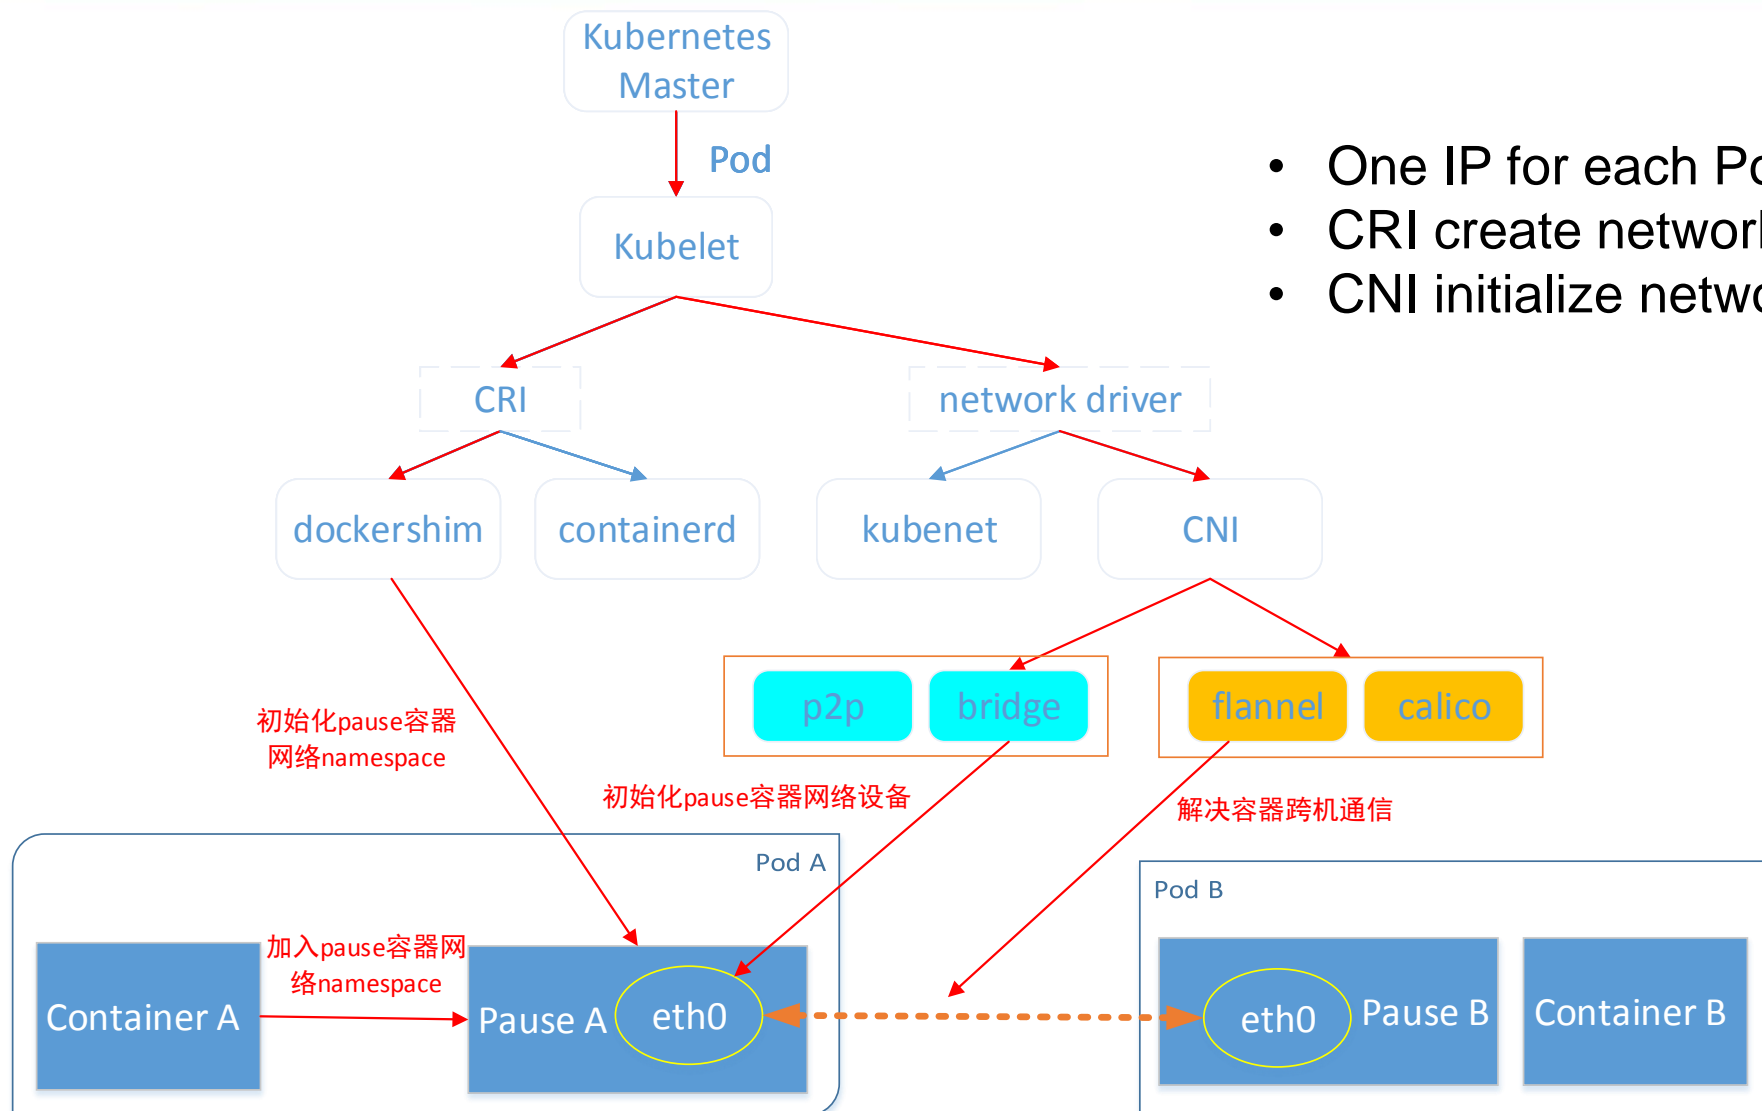 Kubernetes
Master
Pod
• One IP for each Po
• CRI create network
• CNI initialize netwo
Kubelet
CRI
network driver
dockershim
containerd
kubenet
CNI
p2p
bridge
flannel
calico
初始化pause容器
网络namespace
初始化pause容器网络设备
解决容器跨机通信
Pod A
Pod B
加入pause容器网
络namespace
Container A
Pause A
eth0
eth0
Pause B
Container B